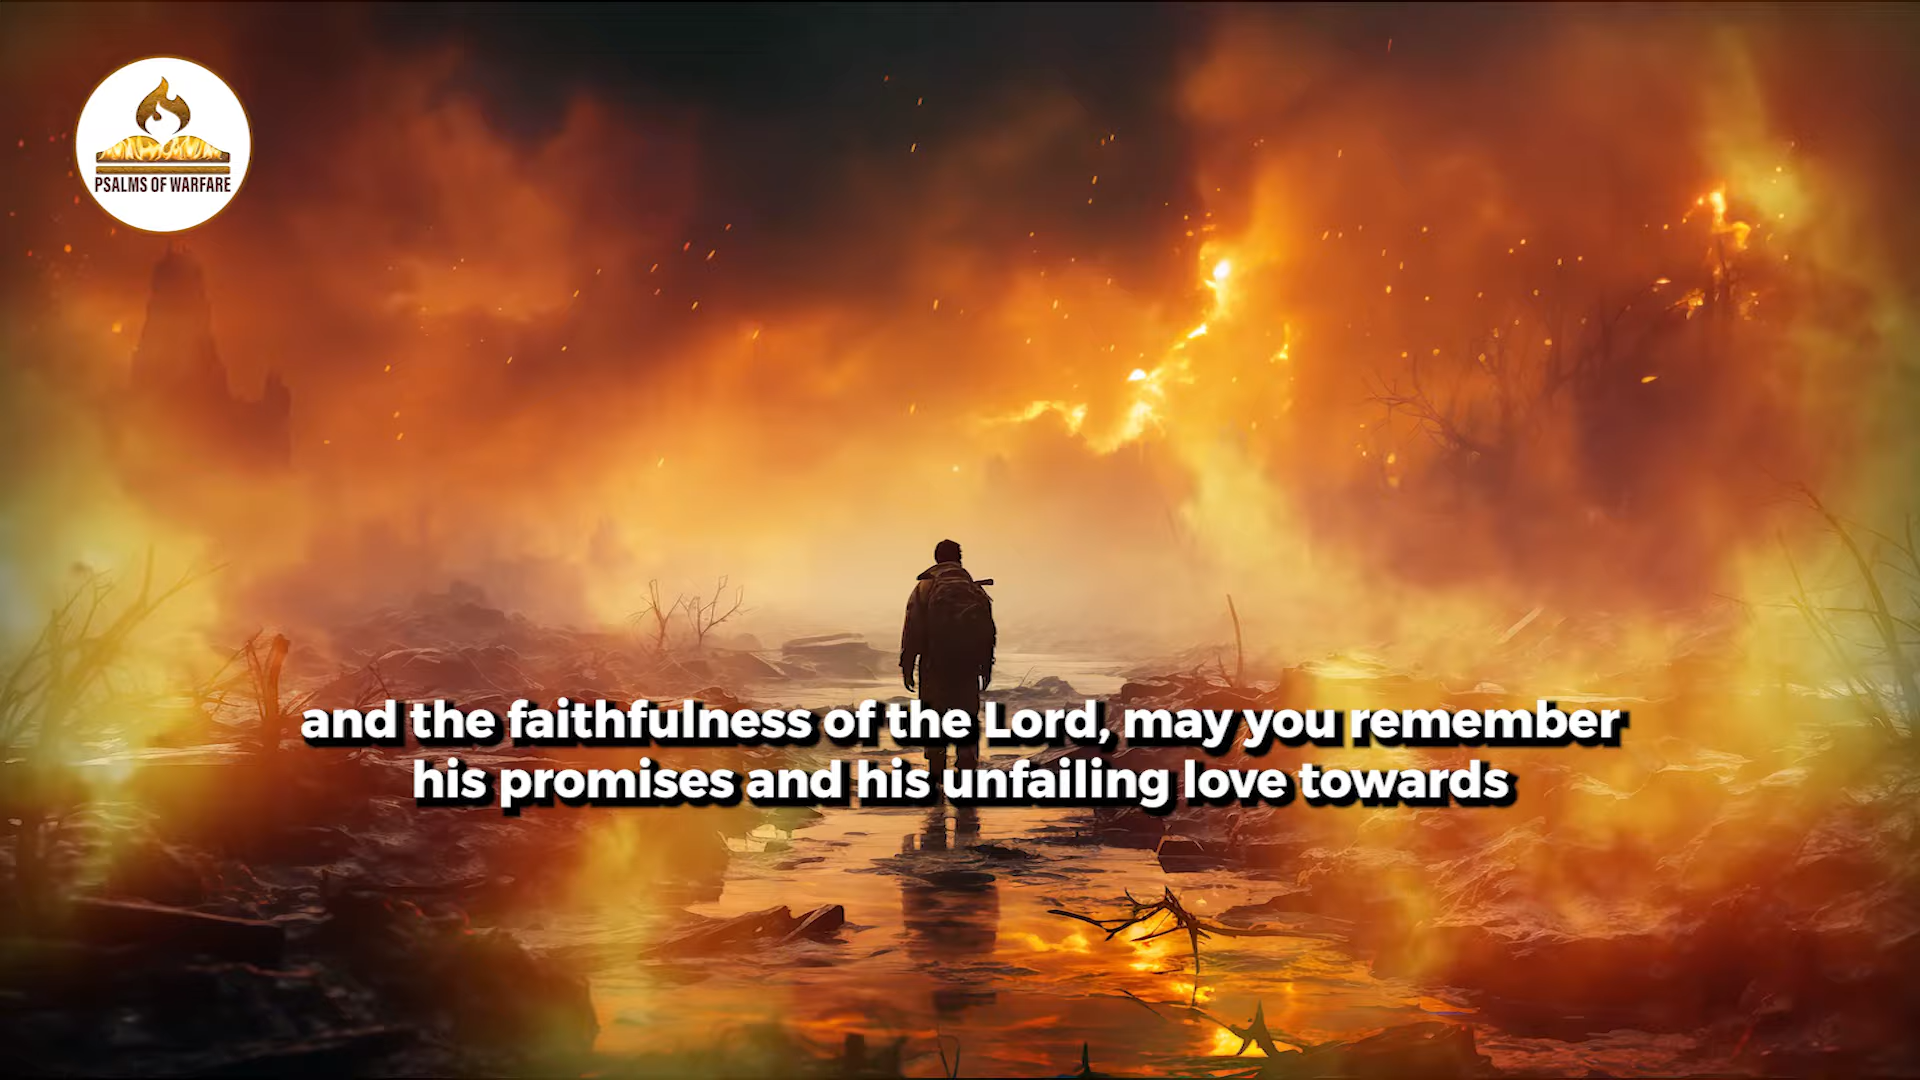 PSALMS OF WARFARE
and the faithfulness of the Lord, may you remember
his promises and his unfailing love towards